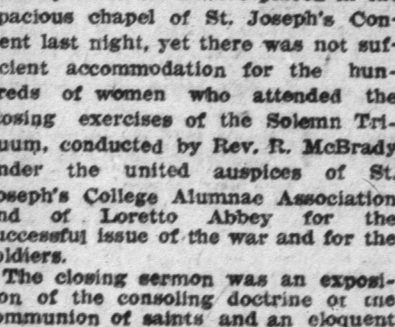 pacious chapel of St. Joseph's Con-
ent last night, yet there was not suf-
cient accommodation for the hun-
reds of women who attended the
osing exercises of the Solemn Tri-
uum, conducted by Rev. R. McBrady
nder the united auspices of St.
oseph's College Alumnae Association
nd of Loretto Abbey for the
uccessful issue of the war and for the
oldiers.
The closing sermon was an exposi-
on of the consoling doctrine of the
ommunion of saints and an eloquent